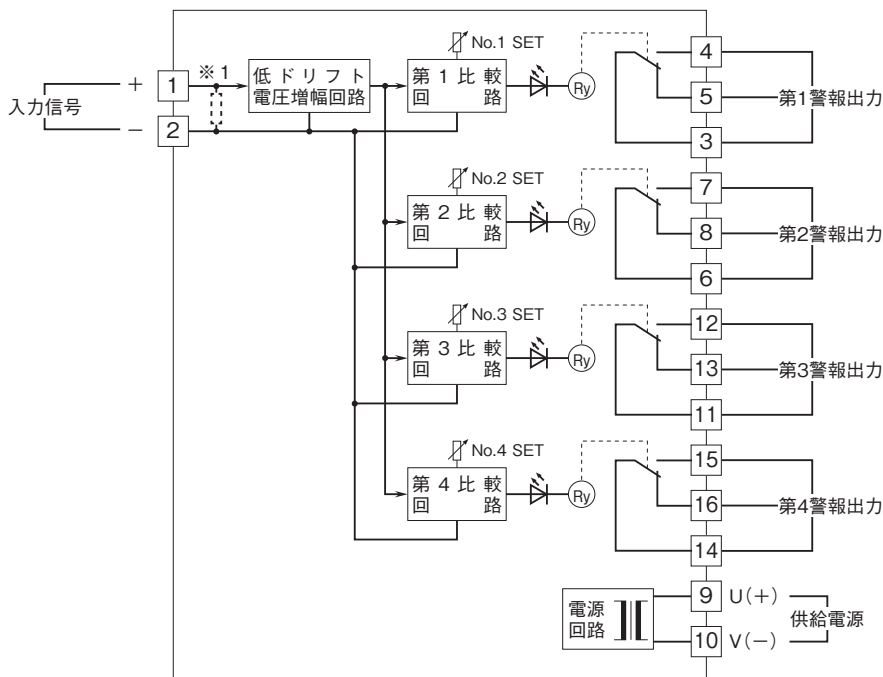 入力信号
+
−
1
2
※1
低ドリフト
電圧増幅回路
No.1 SET
第1比較
回路
Ry
4
5
3
第1警報出力
No.2 SET
第2比較
回路
Ry
7
8
6
第2警報出力
No.3 SET
第3比較
回路
Ry
12
13
11
第3警報出力
No.4 SET
第4比較
回路
Ry
15
16
14
第4警報出力
電源
回路
9
U(+)
10
V(−)
供給電源